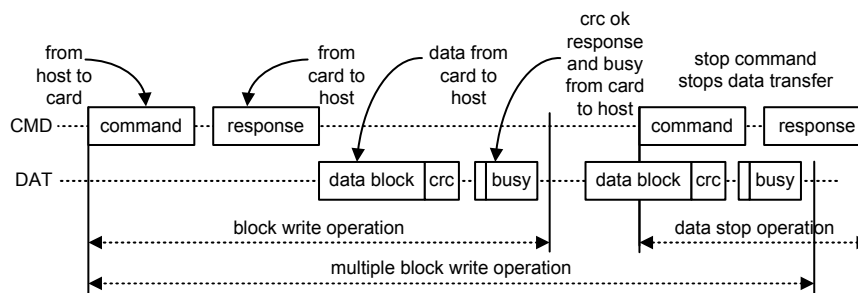 from
host to
card
from
card to
host
data from
card to
host
crc ok
response
and busy
from card
to host
stop command
stops data transfer
CMD
command
response
command
response
DAT
data block
crc
busy
data block
crc
busy
block write operation
data stop operation
multiple block write operation